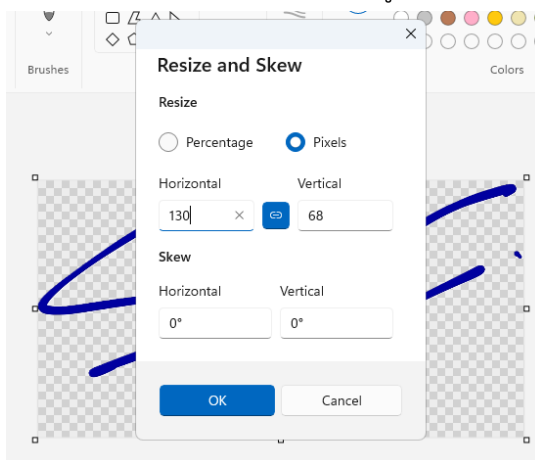 Brushes
Colors
Resize and Skew
Resize
Percentage Pixels
Horizontal Vertical
130 68
Skew
Horizontal Vertical
0° 0°
OK Cancel